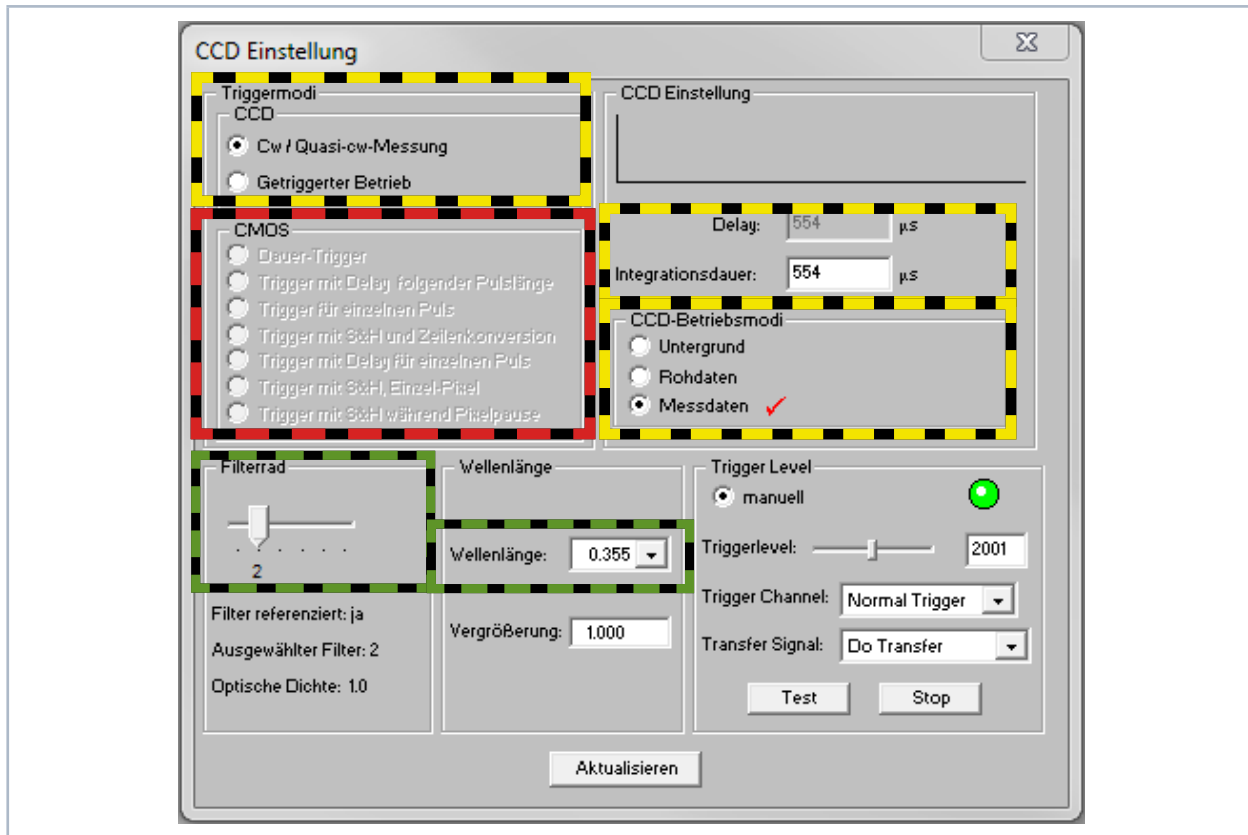 CCD Einstellung
Triggermodi
CCD
Cw / Quasi-cw-Messung
Getriggerter Betrieb
CMOS
Dauer-Trigger
Trigger mit Delay folgender Pulslänge
Trigger für einzelnen Puls
Trigger mit S&H und Zeilenkonversion
Trigger mit Delay für einzelnen Puls
Trigger mit S&H, Einzel-Pixel
Trigger mit S&H während Pixelpause
CCD Einstellung
Delay: 554 µs
Integrationsdauer: 554 µs
CCD-Betriebsmodi
Untergrund
Rohdaten
Messdaten
Filterrad
2
Filter referenziert: ja
Ausgewählter Filter: 2
Optische Dichte: 1.0
Wellenlänge
Wellenlänge: 0.355
Vergrößerung: 1.000
Trigger Level
manuell
Triggerlevel: 2001
Trigger Channel: Normal Trigger
Transfer Signal: Do Transfer
Test Stop
Aktualisieren